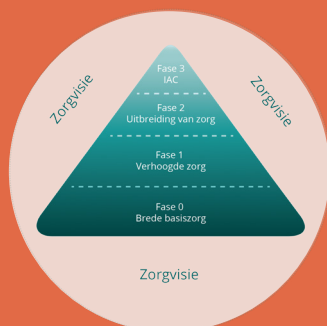 Fase 3
IAC
Zorgvisie
Zorgvisie
Fase 2
Uitbreiding van zorg
Fase 1
Verhoogde zorg
Fase 0
Brede basiszorg
Zorgvisie